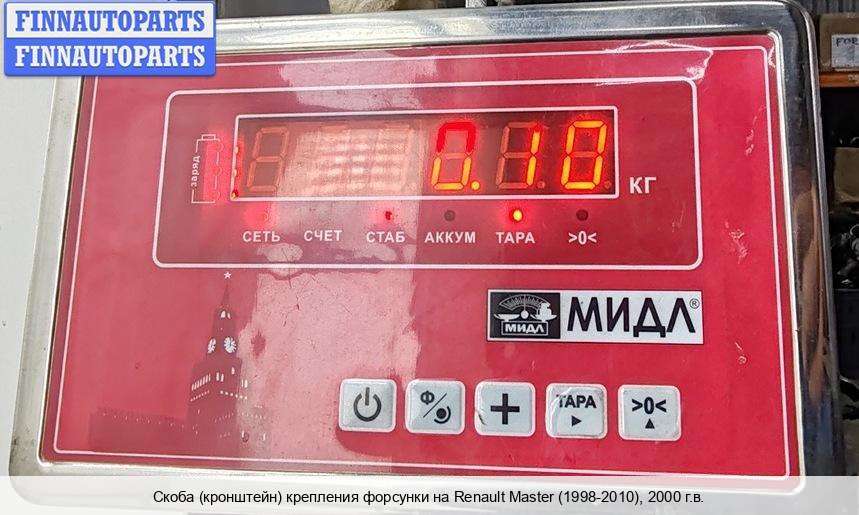 FINNAUTOPARTS
FINNAUTOPARTS
заряд
0.10 КГ
СЕТЬ СЧЕТ СТАБ АККУМ ТАРА >0<
МИДЛ МИДЛ®
Ф
ТАРА >0<
Скоба (кронштейн) крепления форсунки на Renault Master (1998-2010), 2000 г.в.